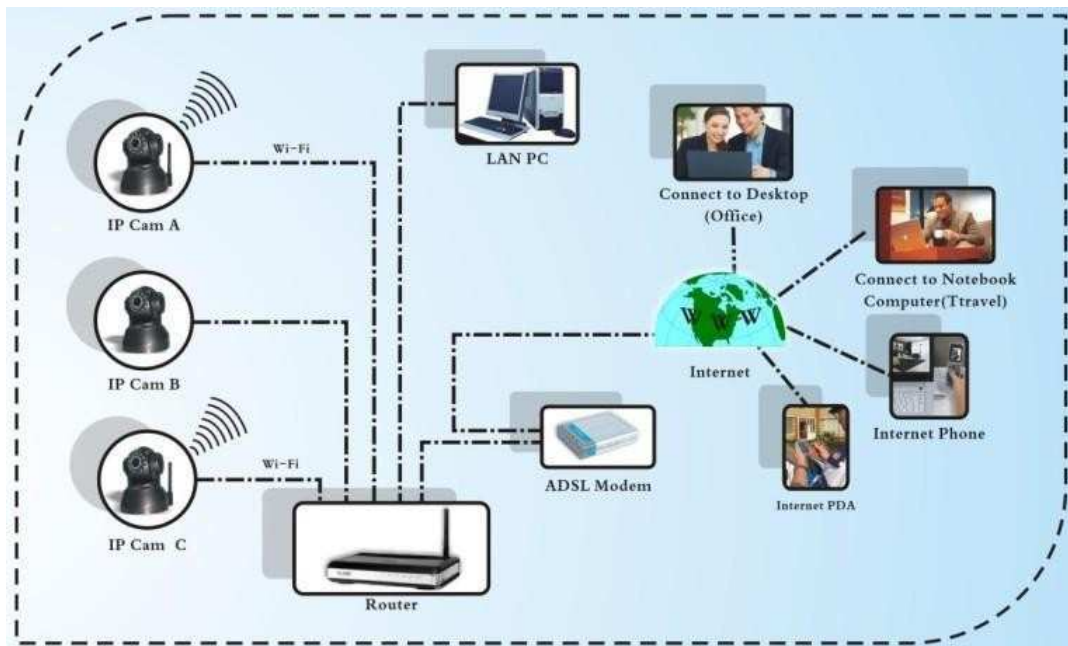 Wi-Fi
IP Cam A
LAN PC
Connect to Desktop
(Office)
Connect to Notebook
Computer(Ttravel)
W W W
Internet
IP Cam B
Internet Phone
Wi-Fi
ADSL Modem
Internet PDA
IP Cam C
Router